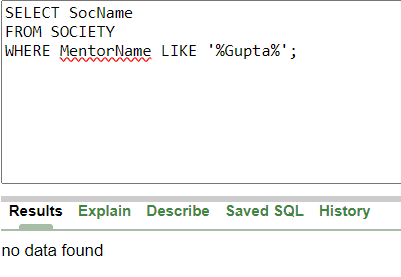 SELECT SocName
FROM SOCIETY
WHERE MentorName LIKE '%Gupta%';
Results Explain Describe Saved SQL History
no data found